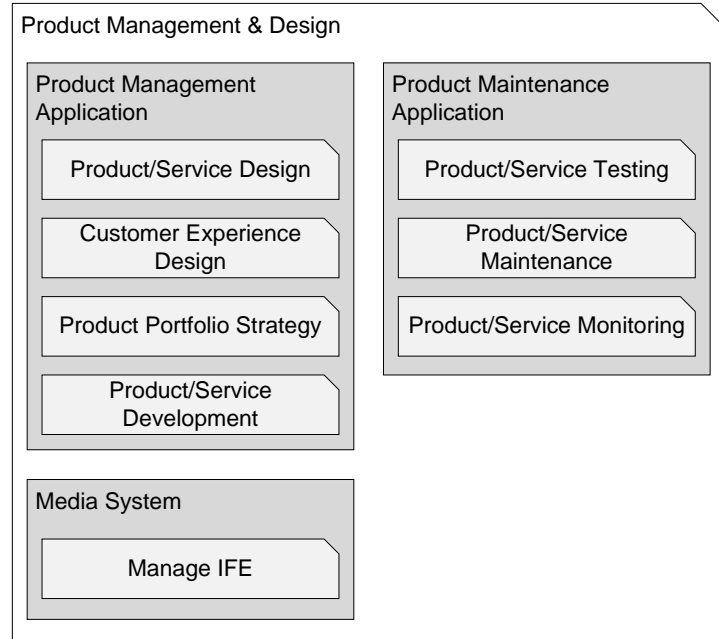 Product Management & Design
Product Management
Application
Product/Service Design
Customer Experience
Design
Product Portfolio Strategy
Product/Service
Development
Product Maintenance
Application
Product/Service Testing
Product/Service
Maintenance
Product/Service Monitoring
Media System
Manage IFE